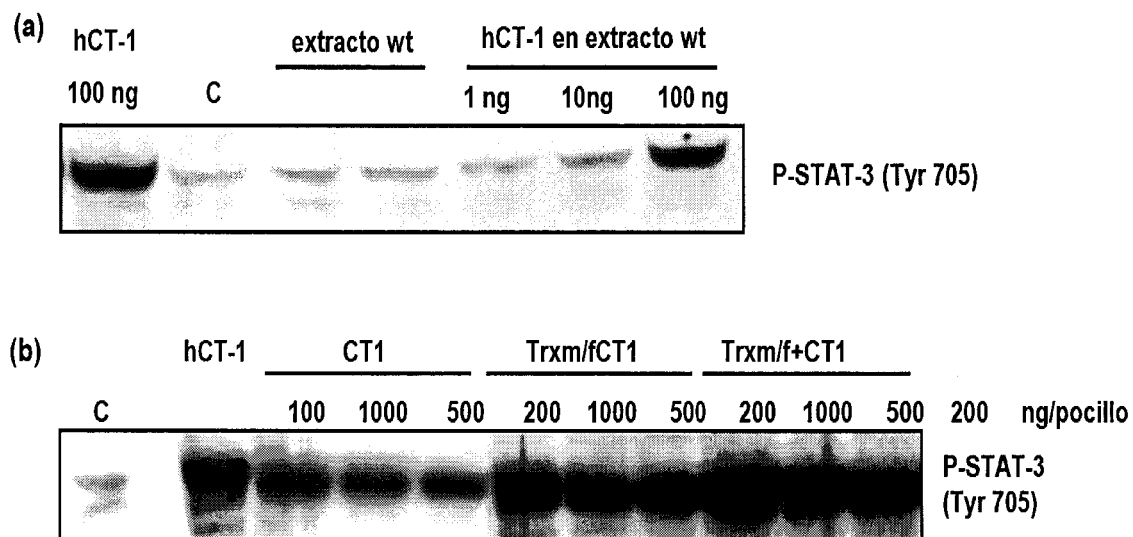 (a)
hCT-1 extracto wt hCT-1 en extracto wt
100 ng C 1 ng 10ng 100 ng
P-STAT-3 (Tyr 705)
(b)
hCT-1 CT1 Trxm/fCT1 Trxm/f+CT1
C 100 1000 500 200 1000 500 200 1000 500 200 ng/pocillo
P-STAT-3
(Tyr 705)